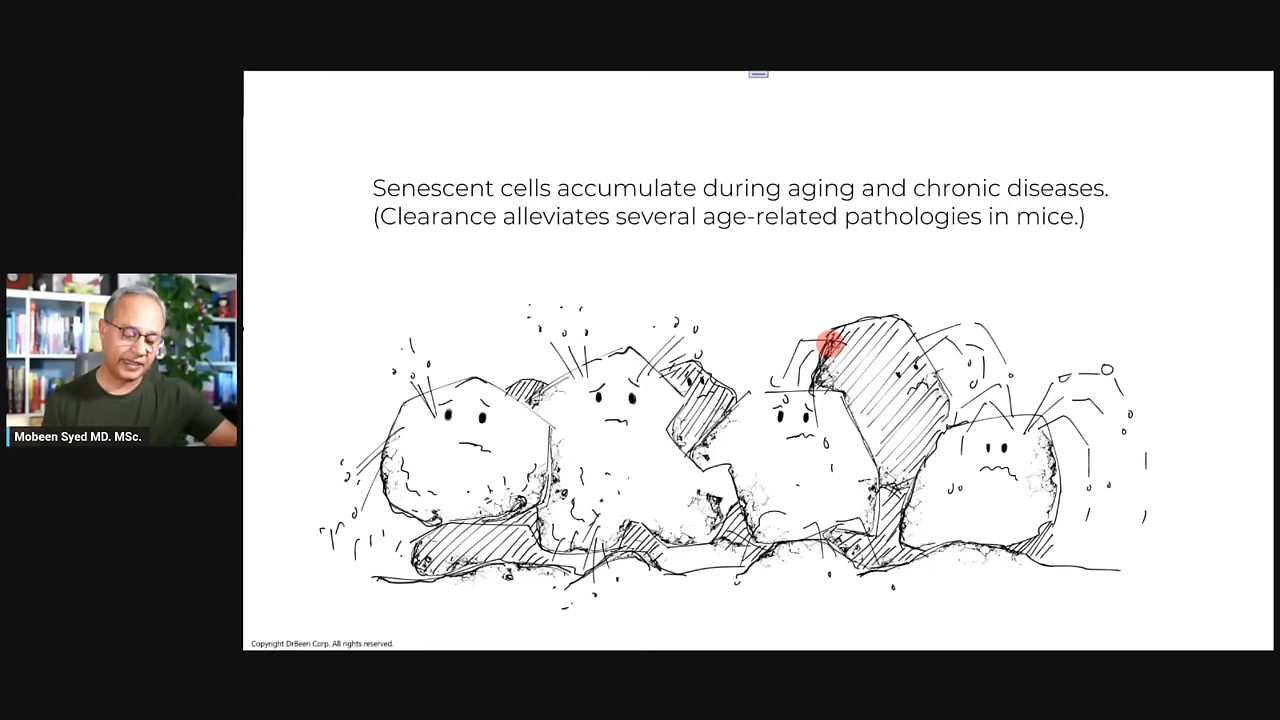 Senescent cells accumulate during aging and chronic diseases.
(Clearance alleviates several age-related pathologies in mice.)
Mobeen Syed MD. MSc.
Copyright DrBeen Corp. All rights reserved.